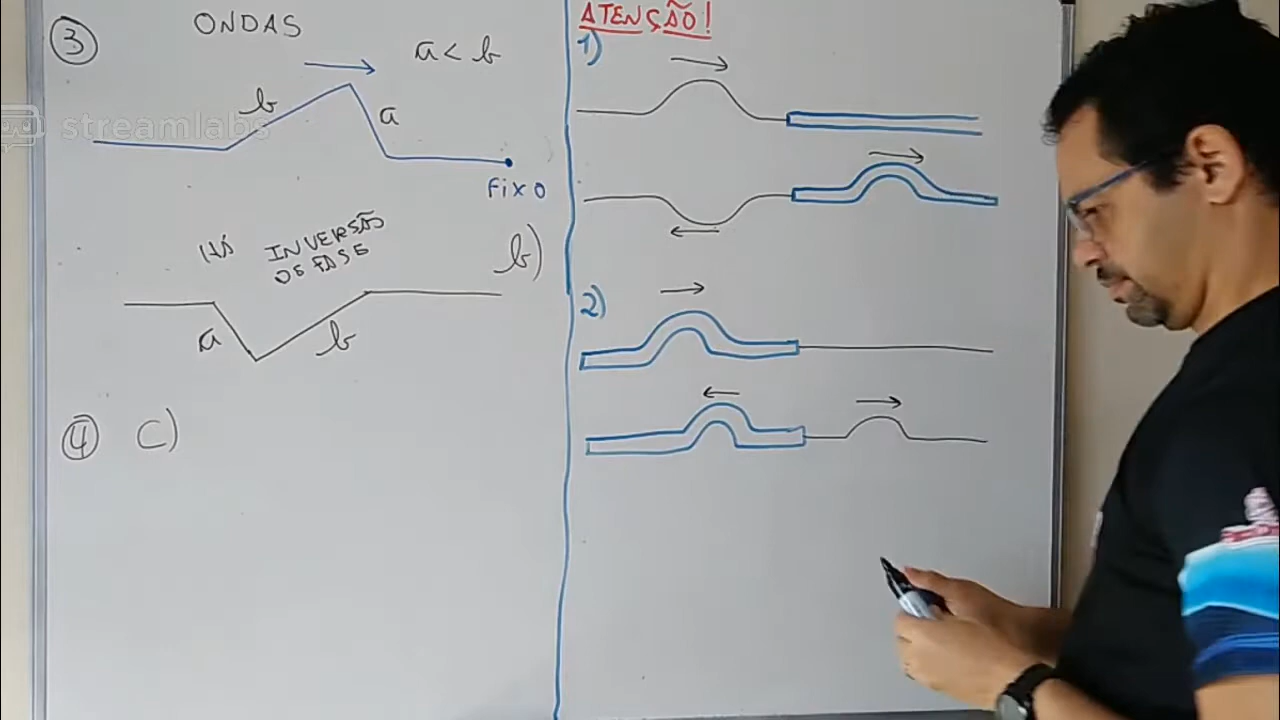 3
ONDAS
a < b
b
a
streamlabs
Fixo
HÁ INVERSÃO
DE FASE
b)
a
b
4 C)
ATENÇÃO!
1)
2)